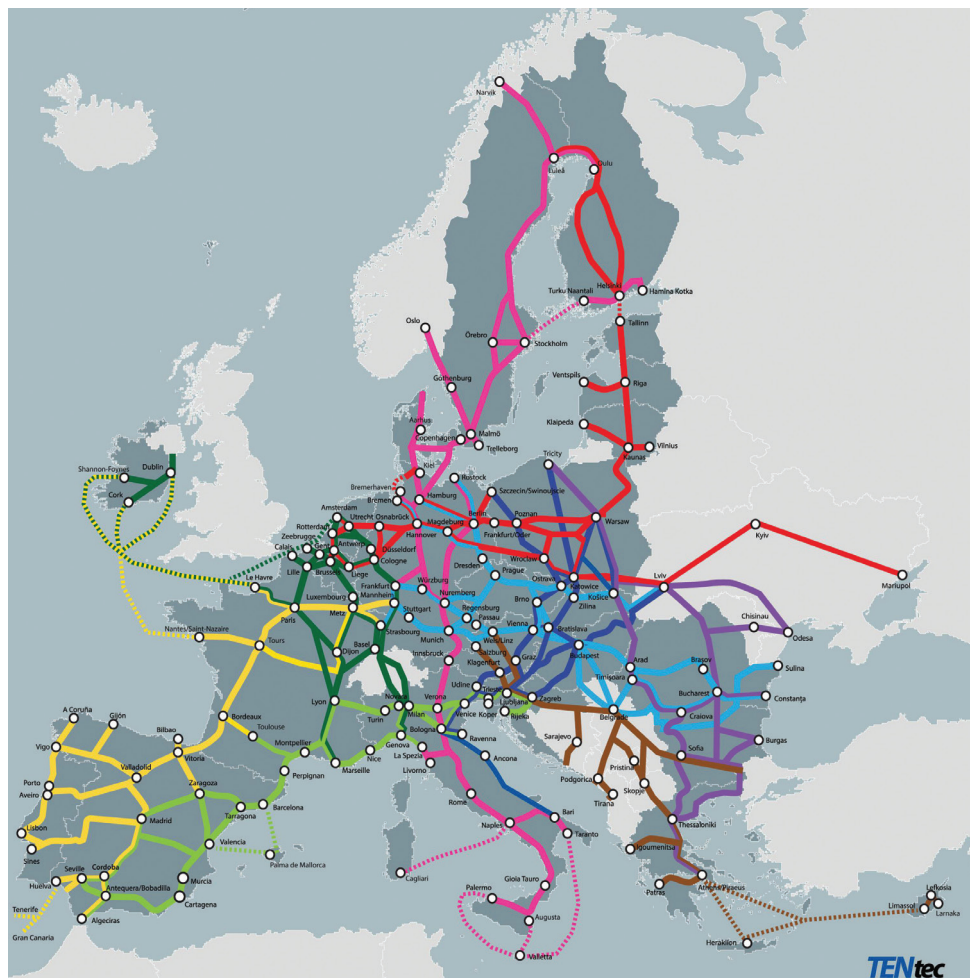 Narvik
Luleå
Oulu
Helsinki
Turku Naantali
Hamina Kotka
Tallinn
Oslo
Örebro
Stockholm
Ventspils
Riga
Gothenburg
Klaipeda
Aarhus
Copenhagen
Malmö
Trelleborg
Vilnius
Kaunas
Tricity
Shannon-Foynes
Dublin
Kiel
Rostock
Cork
Bremerhaven
Bremen
Hamburg
Szczecin/Swinoujscie
Amsterdam
Utrecht
Osnabrück
Magdeburg
Berlin
Poznan
Warsaw
Rotterdam
Hannover
Frankfurt/Oder
Kyiv
Zeebrugge
Gent
Antwerp
Düsseldorf
Calais
Cologne
Wroclaw
Lille
Brussels
Liege
Dresden
Prague
Ostrava
Katowice
Lviv
Mariupol
Le Havre
Luxembourg
Frankfurt
Mannheim
Würzburg
Nuremberg
Brno
Žilina
Košice
Paris
Metz
Stuttgart
Regensburg
Passau
Chisinau
Odesa
Nantes/Saint-Nazaire
Tours
Strasbourg
Munich
Wels/Linz
Vienna
Bratislava
Salzburg
Budapest
Dijon
Basel
Innsbruck
Klagenfurt
Graz
Arad
Brașov
Sulina
Timișoara
Udine
Trieste
Lyon
Novara
Milan
Verona
Ljubljana
Zagreb
Bucharest
Constanța
A Coruña
Gijón
Bordeaux
Turin
Venice
Koper
Rijeka
Belgrade
Craiova
Bilbao
Toulouse
Bologna
Ravenna
Vigo
Vitoria
Montpellier
Genova
La Spezia
Sarajevo
Sofia
Burgas
Nice
Marseille
Livorno
Ancona
Valladolid
Perpignan
Pristina
Porto
Aveiro
Zaragoza
Podgorica
Skopje
Barcelona
Rome
Tirana
Tarragona
Madrid
Bari
Thessaloniki
Lisbon
Naples
Taranto
Sines
Valencia
Palma de Mallorca
Igoumenitsa
Seville
Cordoba
Cagliari
Gioia Tauro
Athens/Piraeus
Huelva
Antequera/Bobadilla
Murcia
Palermo
Patras
Lefkosia
Cartagena
Limassol
Larnaka
Tenerife
Algeciras
Augusta
Gran Canaria
Heraklion
Valletta
TENtec